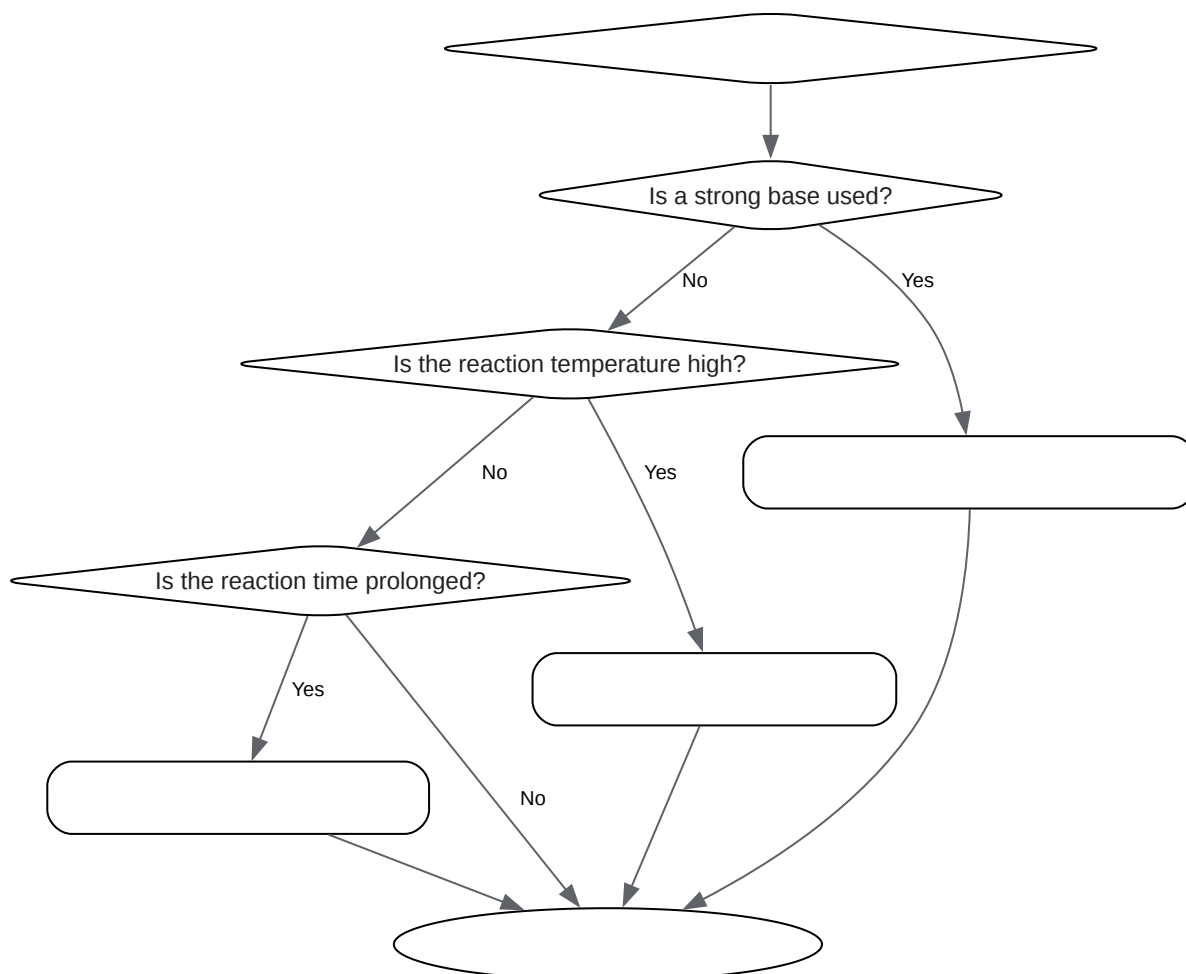 Is a strong base used?
No
Yes
Is the reaction temperature high?
No
Yes
Is the reaction time prolonged?
Yes
No